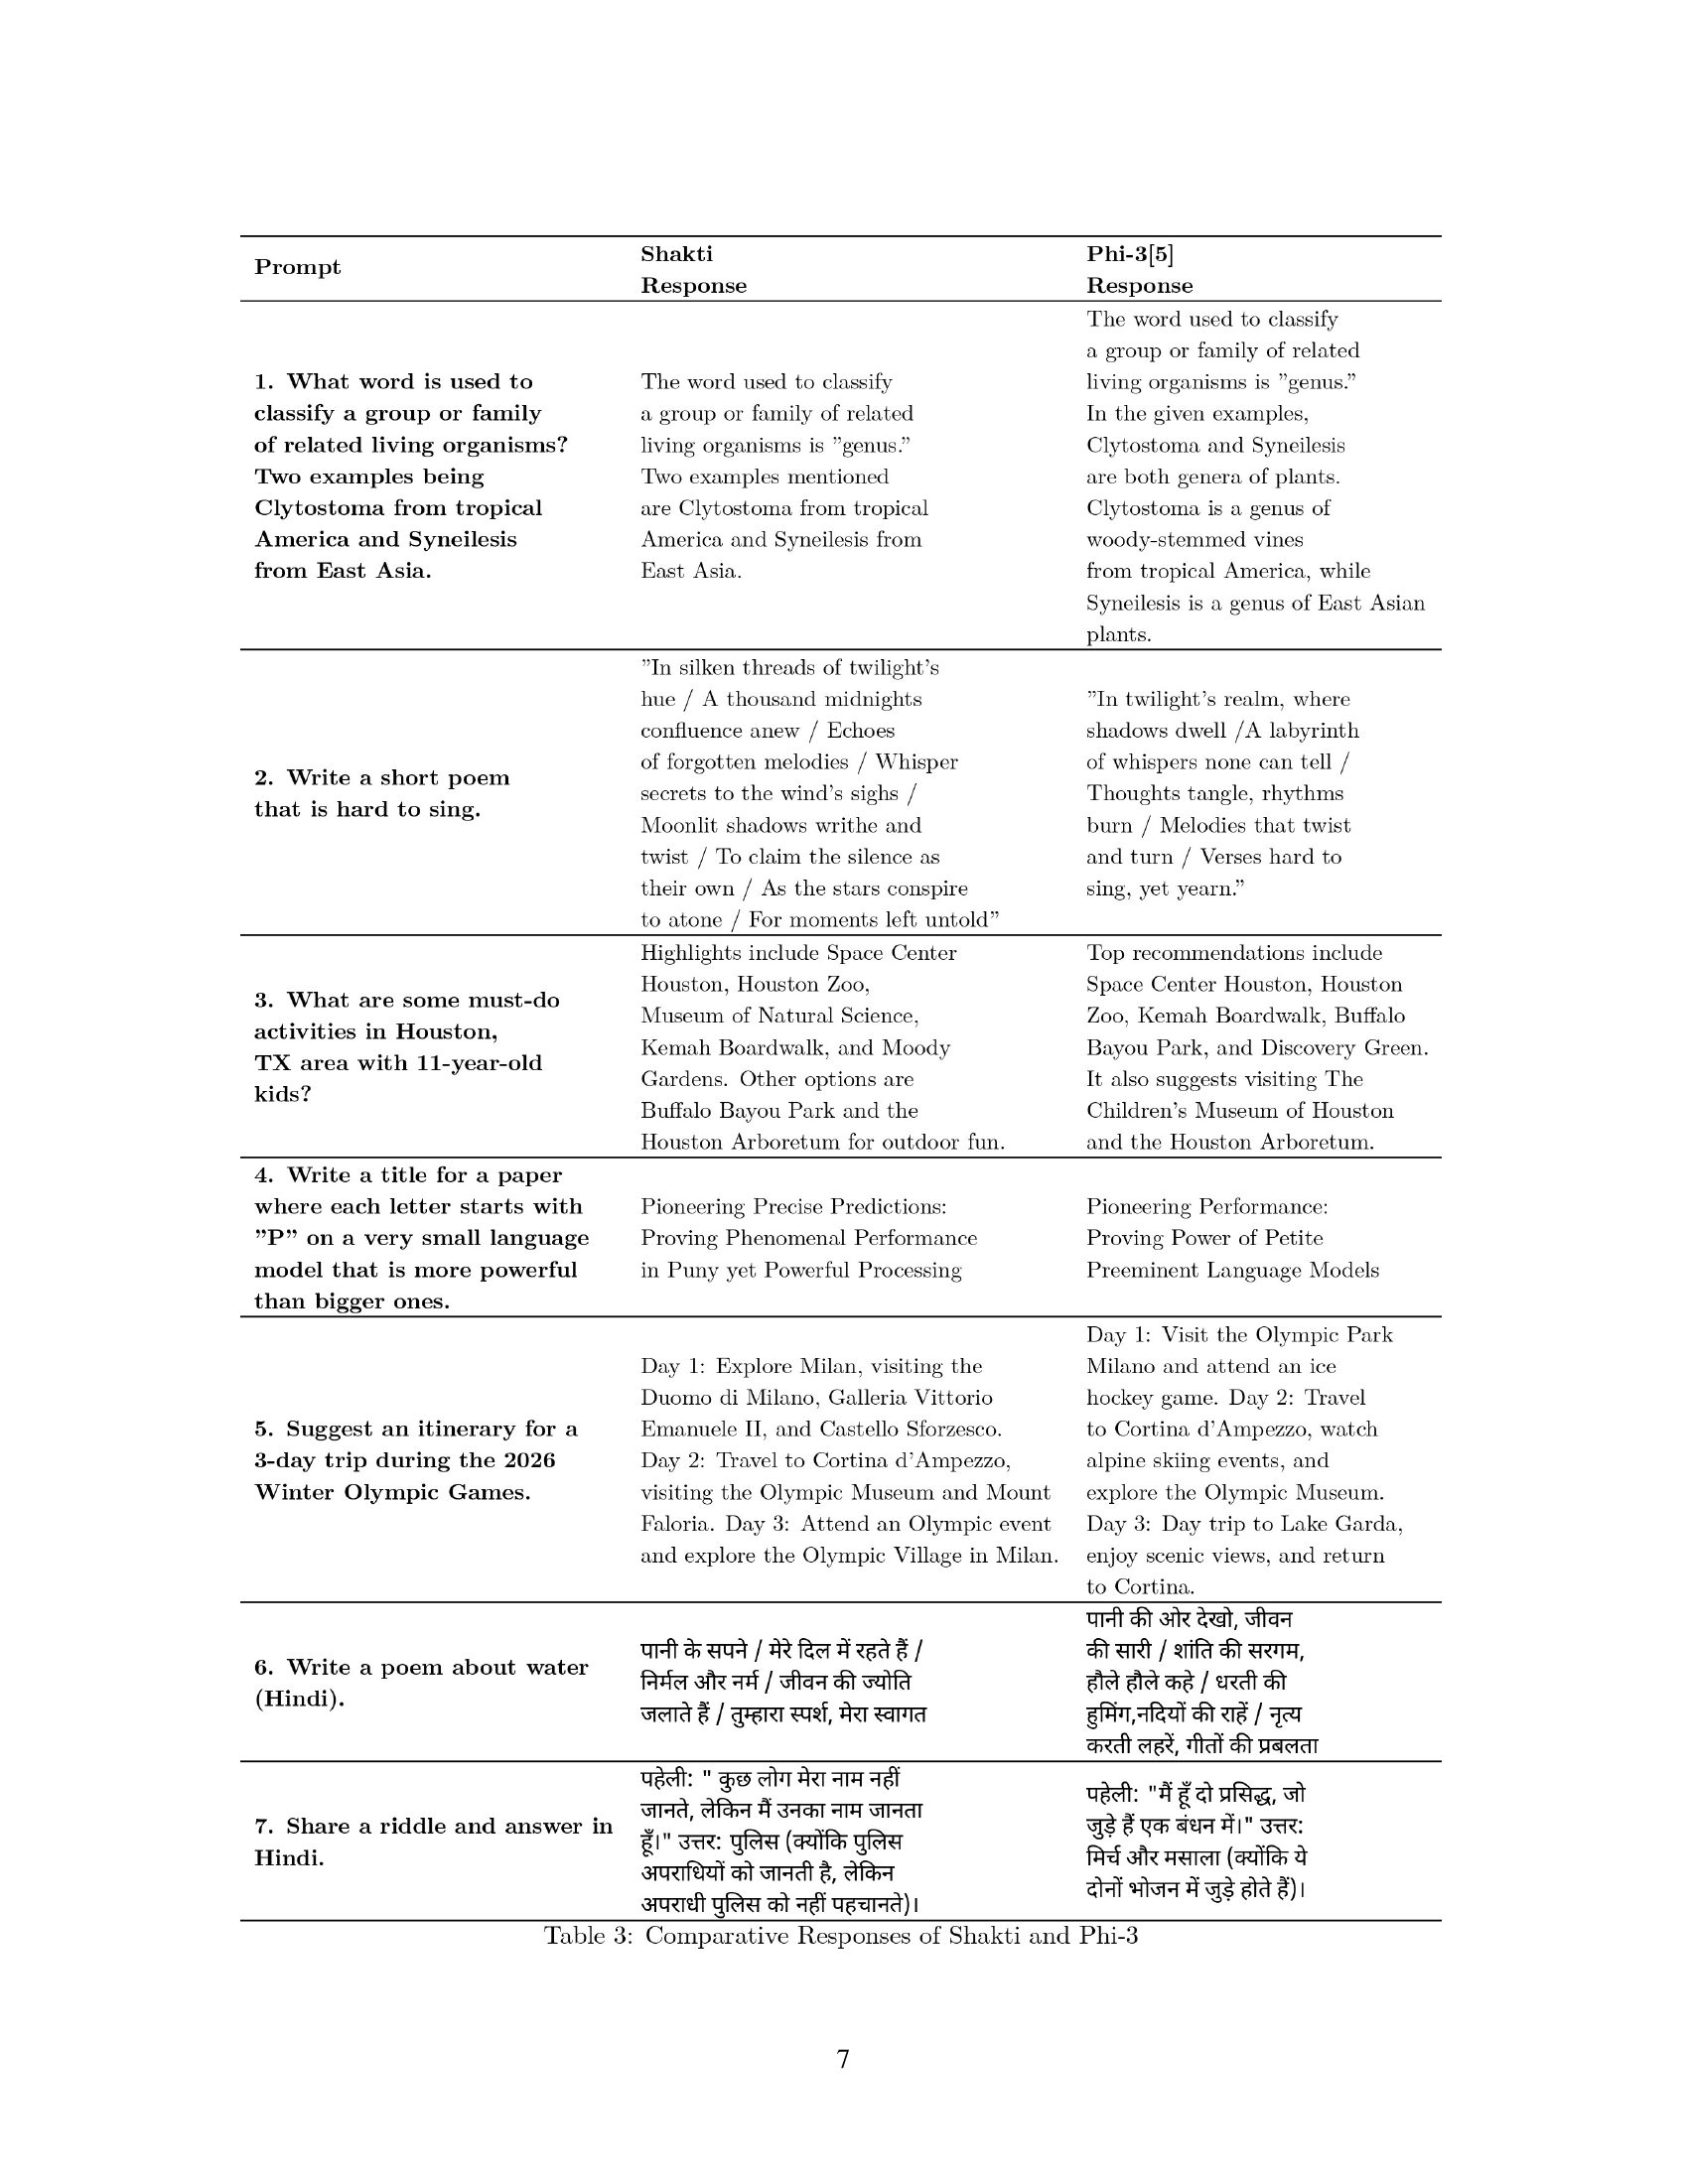 Prompt
Shakti
Response
Phi-3[5]
Response
1. What word is used to
classify a group or family
of related living organisms?
Two examples being
Clytostoma from tropical
America and Syneilesis
from East Asia.
The word used to classify
a group or family of related
living organisms is ”genus.”
Two examples mentioned
are Clytostoma from tropical
America and Syneilesis from
East Asia.
The word used to classify
a group or family of related
living organisms is ”genus.”
In the given examples,
Clytostoma and Syneilesis
are both genera of plants.
Clytostoma is a genus of
woody-stemmed vines
from tropical America, while
Syneilesis is a genus of East Asian
plants.
2. Write a short poem
that is hard to sing.
”In silken threads of twilight’s
hue / A thousand midnights
confluence anew / Echoes
of forgotten melodies / Whisper
secrets to the wind’s sighs /
Moonlit shadows writhe and
twist / To claim the silence as
their own / As the stars conspire
to atone / For moments left untold”
”In twilight’s realm, where
shadows dwell /A labyrinth
of whispers none can tell /
Thoughts tangle, rhythms
burn / Melodies that twist
and turn / Verses hard to
sing, yet yearn.”
3. What are some must-do
activities in Houston,
TX area with 11-year-old
kids?
Highlights include Space Center
Houston, Houston Zoo,
Museum of Natural Science,
Kemah Boardwalk, and Moody
Gardens. Other options are
Buffalo Bayou Park and the
Houston Arboretum for outdoor fun.
Top recommendations include
Space Center Houston, Houston
Zoo, Kemah Boardwalk, Buffalo
Bayou Park, and Discovery Green.
It also suggests visiting The
Children’s Museum of Houston
and the Houston Arboretum.
4. Write a title for a paper
where each letter starts with
”P” on a very small language
model that is more powerful
than bigger ones.
Pioneering Precise Predictions:
Proving Phenomenal Performance
in Puny yet Powerful Processing
Pioneering Performance:
Proving Power of Petite
Preeminent Language Models
5. Suggest an itinerary for a
3-day trip during the 2026
Winter Olympic Games.
Day 1: Explore Milan, visiting the
Duomo di Milano, Galleria Vittorio
Emanuele II, and Castello Sforzesco.
Day 2: Travel to Cortina d’Ampezzo,
visiting the Olympic Museum and Mount
Faloria. Day 3: Attend an Olympic event
and explore the Olympic Village in Milan.
Day 1: Visit the Olympic Park
Milano and attend an ice
hockey game. Day 2: Travel
to Cortina d’Ampezzo, watch
alpine skiing events, and
explore the Olympic Museum.
Day 3: Day trip to Lake Garda,
enjoy scenic views, and return
to Cortina.
6. Write a poem about water
(Hindi).
पानी के सपने / मेरे दिल में रहते हैं /
निर्मल और नर्म / जीवन की ज्योति
जलाते हैं / तुम्हारा स्पर्श, मेरा स्वागत
पानी की ओर देखो, जीवन
की सारी / शांति की सरगम,
हौले हौले कहे / धरती की
हुमिंग,नदियों की राहें / नृत्य
करती लहरें, गीतों की प्रबलता
7. Share a riddle and answer in
Hindi.
पहेली: " कुछ लोग मेरा नाम नहीं
जानते, लेकिन मैं उनका नाम जानता
हूँ।" उत्तर: पुलिस (क्योंकि पुलिस
अपराधियों को जानती है, लेकिन
अपराधी पुलिस को नहीं पहचानते)।
पहेली: "मैं हूँ दो प्रसिद्ध, जो
जुड़े हैं एक बंधन में।" उत्तर:
मिर्च और मसाला (क्योंकि ये
दोनों भोजन में जुड़े होते हैं)।
Table 3: Comparative Responses of Shakti and Phi-3
7